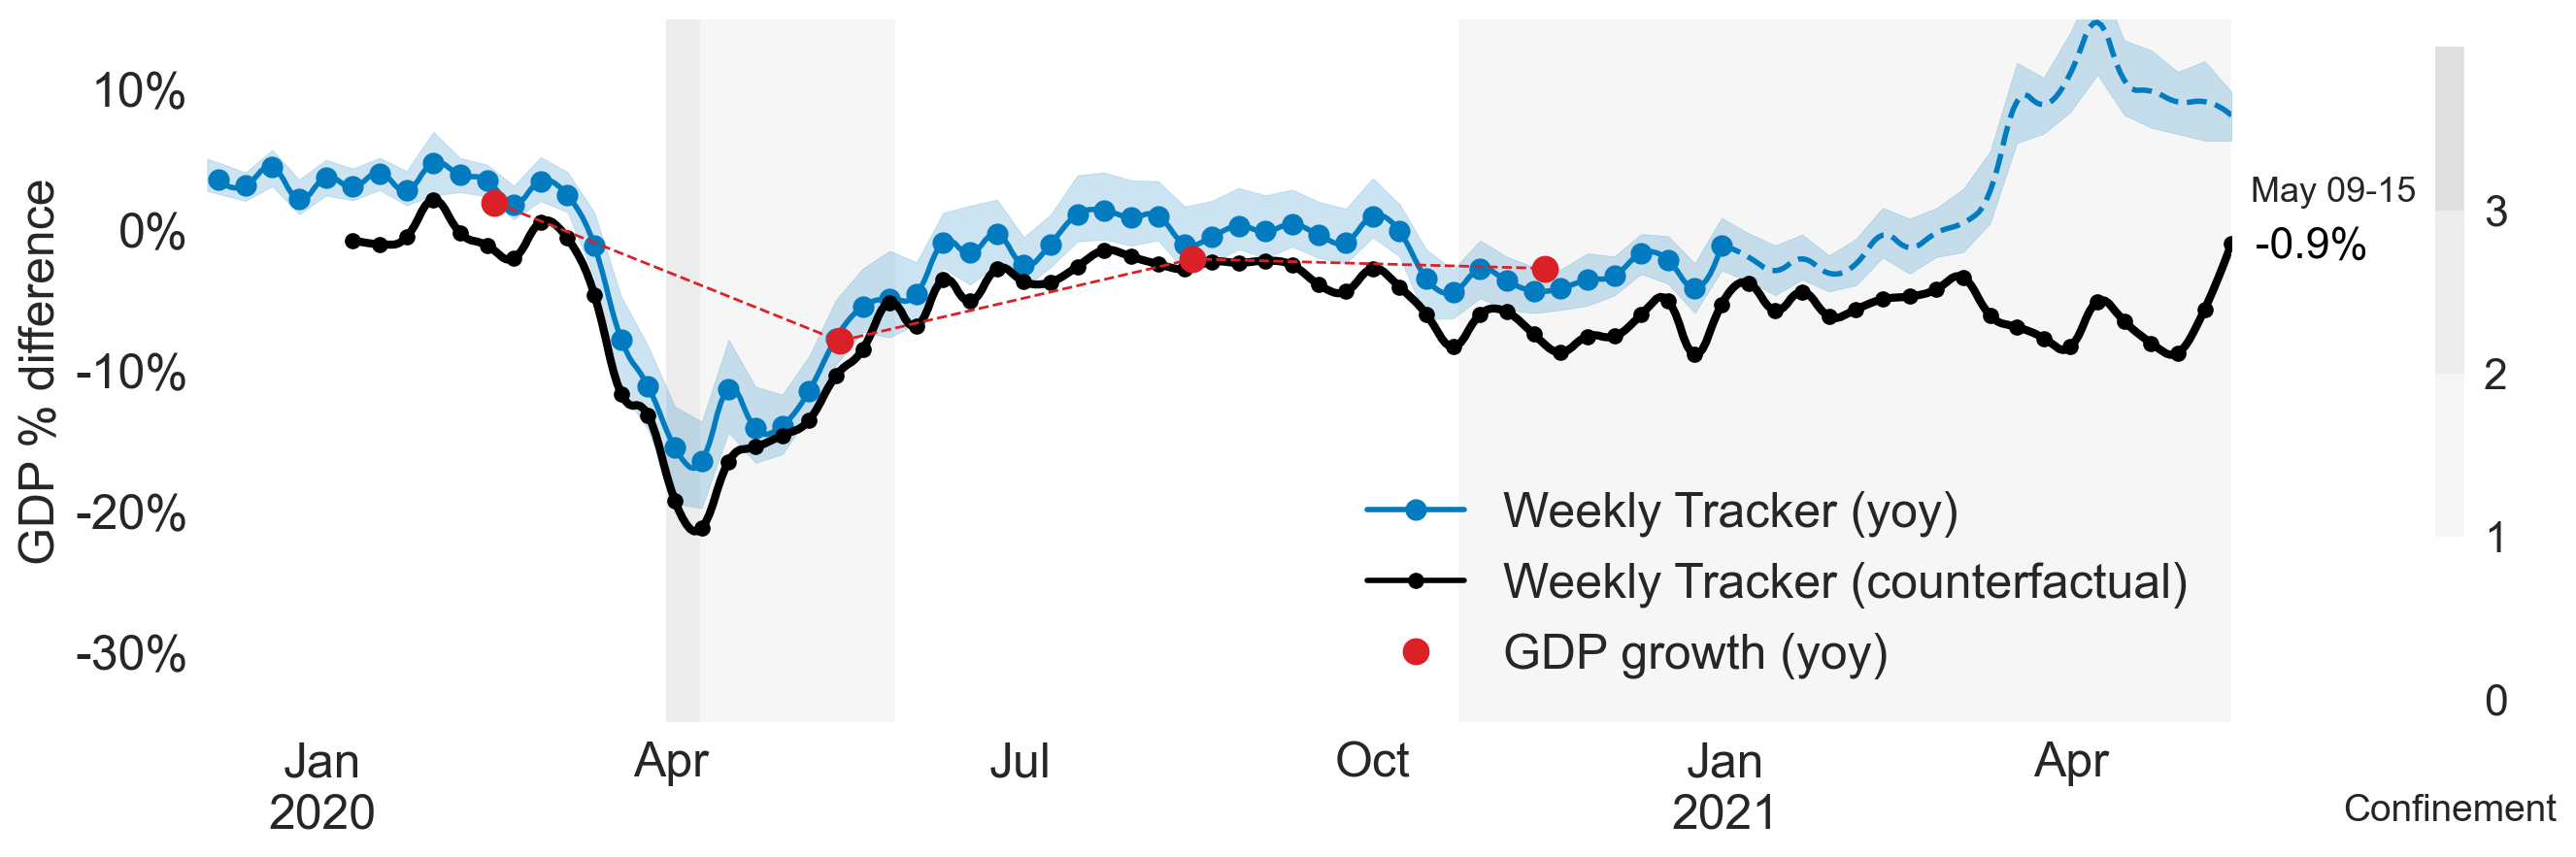 GDP % difference
10%
0%
-10%
-20%
-30%
May 09-15
-0.9%
Weekly Tracker (yoy)
Weekly Tracker (counterfactual)
GDP growth (yoy)
Jan
2020
Apr
Jul
Oct
Jan
2021
Apr
3
2
1
0
Confinement